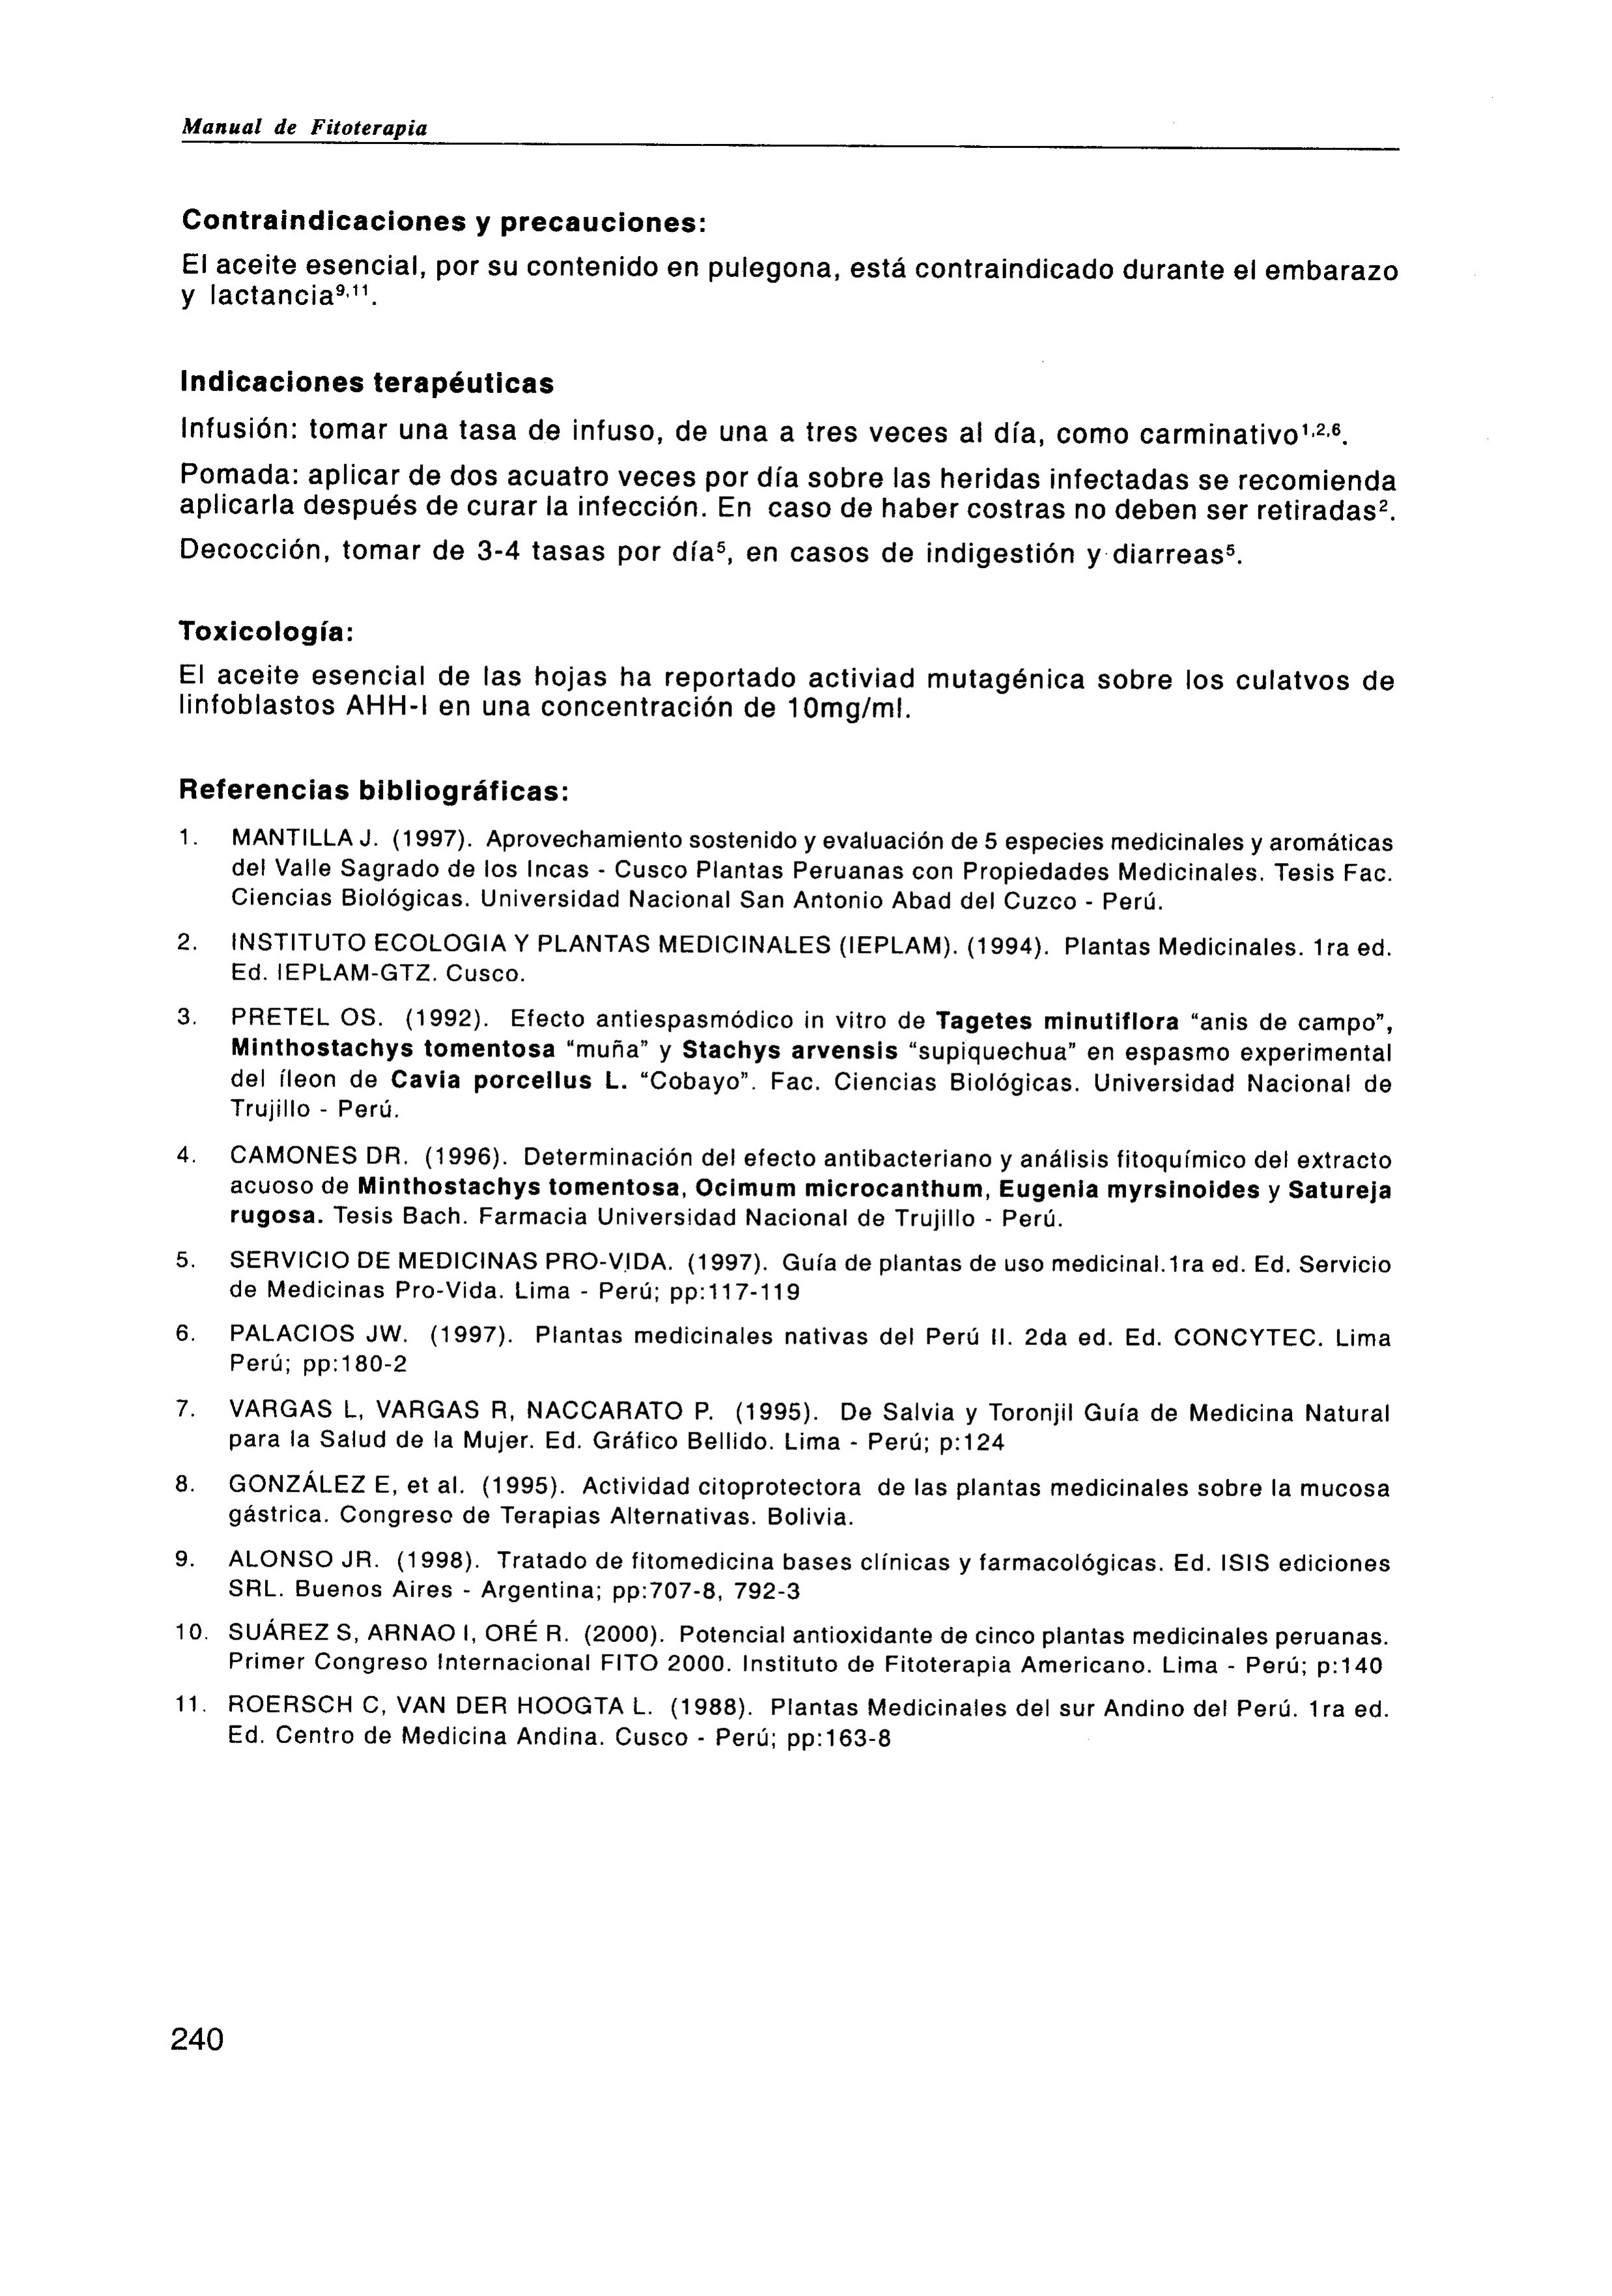 Manual de Fitoterapia
Contraindicaciones y precauciones:
El aceite esencial, por su contenido en pulegona, está contraindicado durante el embarazo
y lactancia⁹,¹¹.
Indicaciones terapéuticas
Infusión: tomar una tasa de infuso, de una a tres veces al día, como carminativo¹,²,⁶.
Pomada: aplicar de dos acuatro veces por día sobre las heridas infectadas se recomienda
aplicarla después de curar la infección. En caso de haber costras no deben ser retiradas².
Decocción, tomar de 3-4 tasas por día⁵, en casos de indigestión y diarreas⁵.
Toxicología:
El aceite esencial de las hojas ha reportado activiad mutagénica sobre los culatvos de
linfoblastos AHH-I en una concentración de 10mg/ml.
Referencias bibliográficas:
1. MANTILLA J. (1997). Aprovechamiento sostenido y evaluación de 5 especies medicinales y aromáticas
del Valle Sagrado de los Incas - Cusco Plantas Peruanas con Propiedades Medicinales. Tesis Fac.
Ciencias Biológicas. Universidad Nacional San Antonio Abad del Cuzco - Perú.
2. INSTITUTO ECOLOGIA Y PLANTAS MEDICINALES (IEPLAM). (1994). Plantas Medicinales. 1ra ed.
Ed. IEPLAM-GTZ. Cusco.
3. PRETEL OS. (1992). Efecto antiespasmódico in vitro de Tagetes minutiflora "anis de campo",
Minthostachys tomentosa "muña" y Stachys arvensis "supiquechua" en espasmo experimental
del íleon de Cavia porcellus L. "Cobayo". Fac. Ciencias Biológicas. Universidad Nacional de
Trujillo - Perú.
4. CAMONES DR. (1996). Determinación del efecto antibacteriano y análisis fitoquímico del extracto
acuoso de Minthostachys tomentosa, Ocimum microcanthum, Eugenia myrsinoides y Satureja
rugosa. Tesis Bach. Farmacia Universidad Nacional de Trujillo - Perú.
5. SERVICIO DE MEDICINAS PRO-VIDA. (1997). Guía de plantas de uso medicinal.1ra ed. Ed. Servicio
de Medicinas Pro-Vida. Lima - Perú; pp:117-119
6. PALACIOS JW. (1997). Plantas medicinales nativas del Perú II. 2da ed. Ed. CONCYTEC. Lima
Perú; pp:180-2
7. VARGAS L, VARGAS R, NACCARATO P. (1995). De Salvia y Toronjil Guía de Medicina Natural
para la Salud de la Mujer. Ed. Gráfico Bellido. Lima - Perú; p:124
8. GONZÁLEZ E, et al. (1995). Actividad citoprotectora de las plantas medicinales sobre la mucosa
gástrica. Congreso de Terapias Alternativas. Bolivia.
9. ALONSO JR. (1998). Tratado de fitomedicina bases clínicas y farmacológicas. Ed. ISIS ediciones
SRL. Buenos Aires - Argentina; pp:707-8, 792-3
10. SUÁREZ S, ARNAO I, ORÉ R. (2000). Potencial antioxidante de cinco plantas medicinales peruanas.
Primer Congreso Internacional FITO 2000. Instituto de Fitoterapia Americano. Lima - Perú; p:140
11. ROERSCH C, VAN DER HOOGTA L. (1988). Plantas Medicinales del sur Andino del Perú. 1ra ed.
Ed. Centro de Medicina Andina. Cusco - Perú; pp:163-8
240